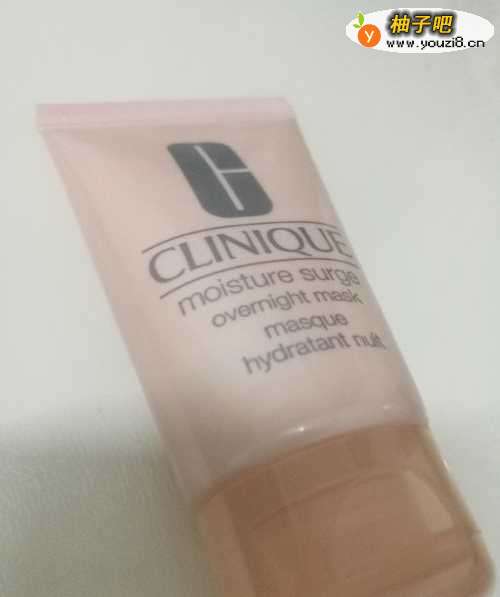 柚子吧
www.youzi8.cn
CLINIQUE
moisture surge
overnight mask
masque
hydratant nuit